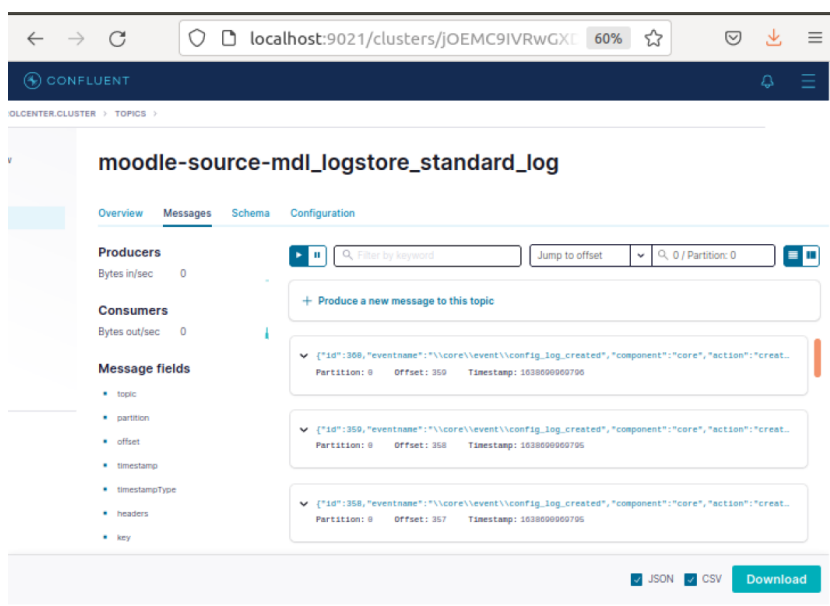 localhost:9021/clusters/jOEMC9IVRwGX 60%
CONFLUENT
OLCENTER.CLUSTER > TOPICS >
moodle-source-mdl_logstore_standard_log
Overview Messages Schema Configuration
Producers
Bytes in/sec 0
Consumers
Bytes out/sec 0
Message fields
topic
partition
offset
timestamp
timestampType
headers
key
Filter by keyword Jump to offset 0 / Partition: 0
+ Produce a new message to this topic
{"id":360,"eventname":"\\core\\event\\config_log_created","component":"core","action":"creat…
Partition: 0 Offset: 359 Timestamp: 1638690969796
{"id":359,"eventname":"\\core\\event\\config_log_created","component":"core","action":"creat…
Partition: 0 Offset: 358 Timestamp: 1638690969795
{"id":358,"eventname":"\\core\\event\\config_log_created","component":"core","action":"creat…
Partition: 0 Offset: 357 Timestamp: 1638690969795
JSON CSV Download